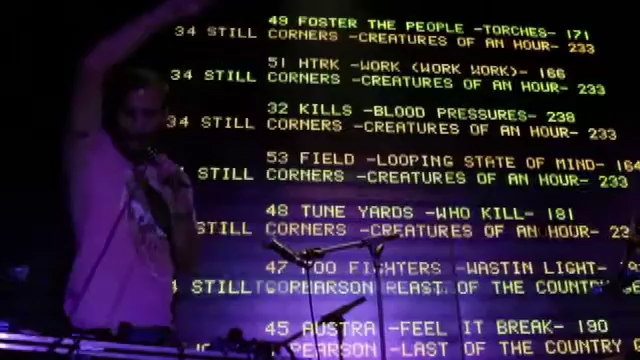 49 FOSTER THE PEOPLE -TORCHES- 171
34 STILL CORNERS -CREATURES OF AN HOUR- 233
51 HTRK -WORK (WORK WORK)- 166
34 STILL CORNERS -CREATURES OF AN HOUR- 233
32 KILLS -BLOOD PRESSURES- 238
34 STILL CORNERS -CREATURES OF AN HOUR- 233
53 FIELD -LOOPING STATE OF MIND- 164
STILL CORNERS -CREATURES OF AN HOUR- 233
48 TUNE YARDS -WHO KILL- 181
STILL CORNERS -CREATURES OF AN HOUR- 23
47 FOO FIGHTERS -WASTIN LIGHT-
4 STILL PEARSON LAST OF THE COUNTRY
45 AUSTRA -FEEL IT BREAK- 190
PEARSON -LAST OF THE COUNTRY